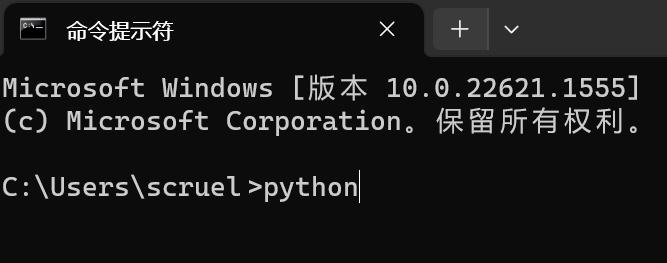 命令提示符
Microsoft Windows [版本 10.0.22621.1555]
(c) Microsoft Corporation。保留所有权利。
C:\Users\scruel>python